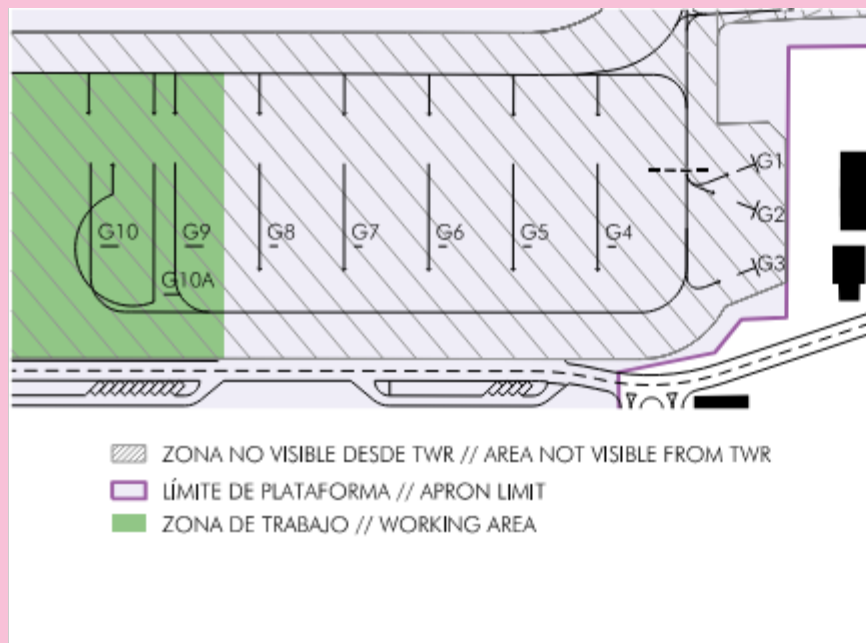 G1
G2
G10 G9 G8 G7 G6 G5 G4
G3
G10A
ZONA NO VISIBLE DESDE TWR // AREA NOT VISIBLE FROM TWR
LÍMITE DE PLATAFORMA // APRON LIMIT
ZONA DE TRABAJO // WORKING AREA